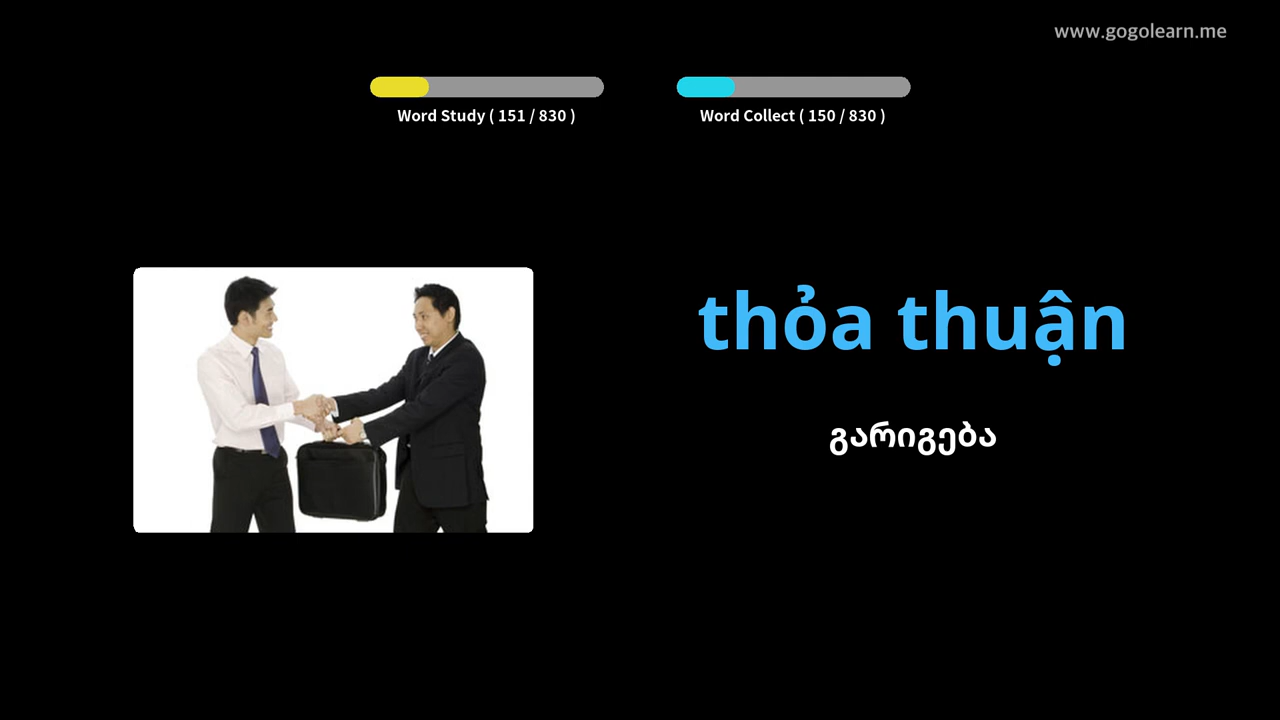 www.gogolearn.me
Word Study ( 151 / 830 )
Word Collect ( 150 / 830 )
thỏa thuận
გარიგება